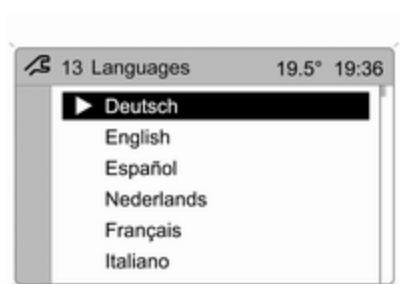 13 Languages 19.5° 19:36
Deutsch
English
Español
Nederlands
Français
Italiano